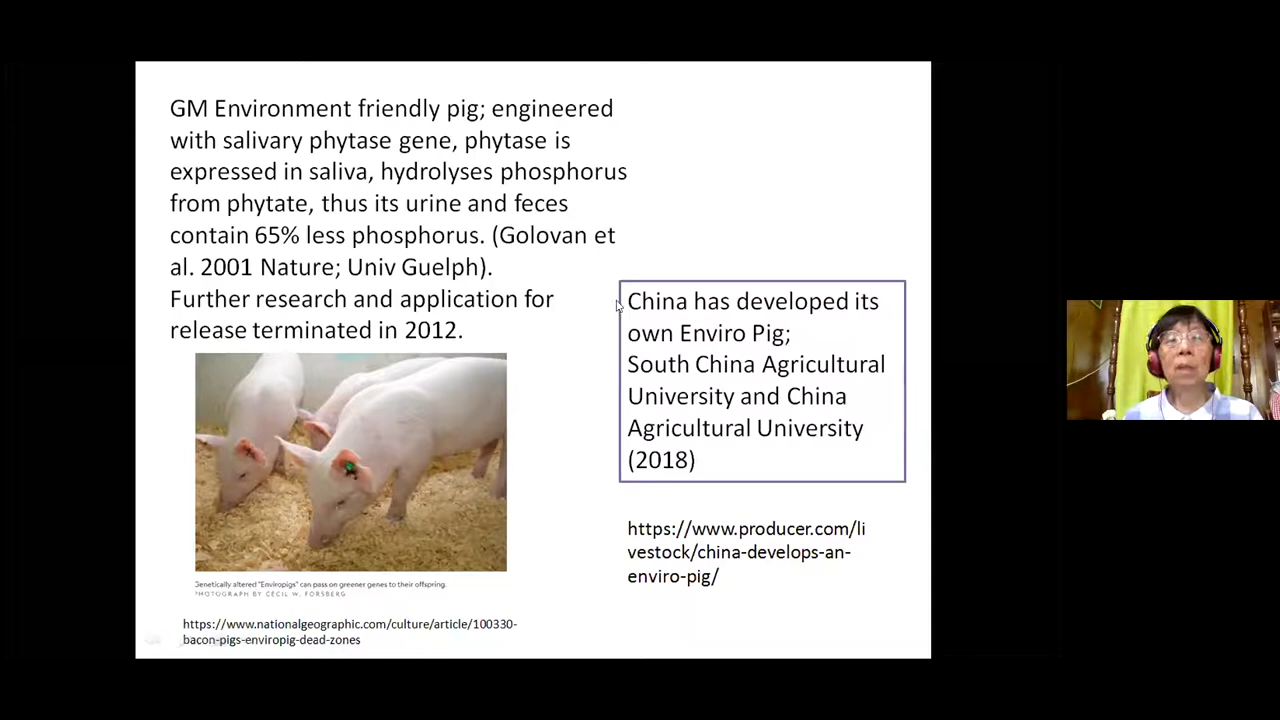 GM Environment friendly pig; engineered
with salivary phytase gene, phytase is
expressed in saliva, hydrolyses phosphorus
from phytate, thus its urine and feces
contain 65% less phosphorus. (Golovan et
al. 2001 Nature; Univ Guelph).
Further research and application for
release terminated in 2012.
China has developed its
own Enviro Pig;
South China Agricultural
University and China
Agricultural University
(2018)
https://www.producer.com/li
vestock/china-develops-an-
enviro-pig/
Genetically altered "Enviropigs" can pass on greener genes to their offspring.
PHOTOGRAPH BY CECIL W. FORSBERG
https://www.nationalgeographic.com/culture/article/100330-
bacon-pigs-enviropig-dead-zones